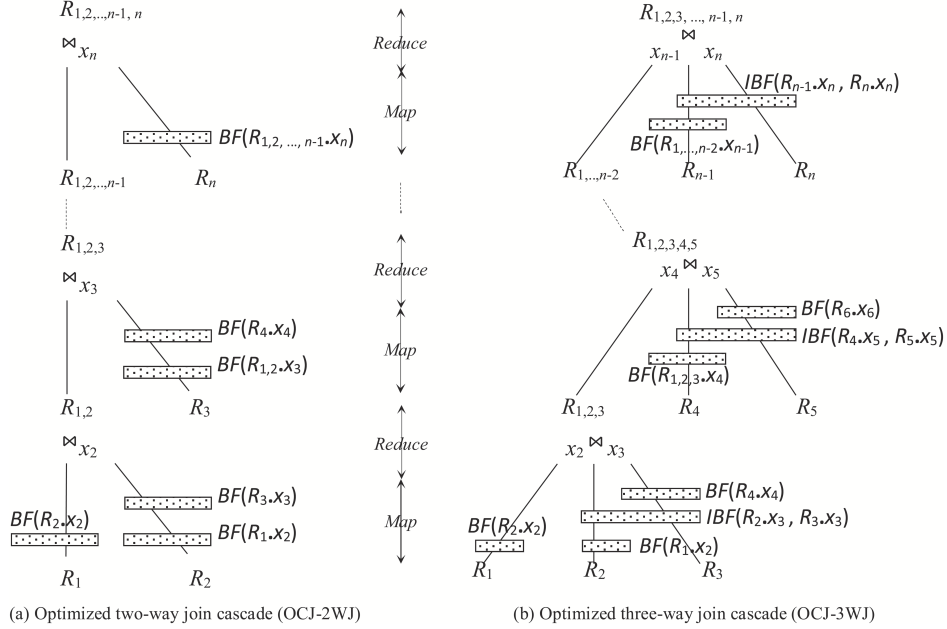 R1,2,..,n-1, n
⋈ xn
BF(R1,2, ..., n-1.xn)
R1,2,..,n-1
Rn
R1,2,3
⋈ x3
BF(R4.x4)
BF(R1,2.x3)
R1,2
R3
⋈ x2
BF(R3.x3)
BF(R2.x2)
BF(R1.x2)
R1
R2
(a) Optimized two-way join cascade (OCJ-2WJ)
Reduce
Map
Reduce
Map
Reduce
Map
R1,2,3, ..., n-1, n
⋈
xn-1 xn
IBF(Rn-1.xn , Rn.xn)
BF(R1,...,n-2.xn-1)
R1,..,n-2
Rn-1
Rn
R1,2,3,4,5
x4 ⋈ x5
BF(R6.x6)
IBF(R4.x5 , R5.x5)
BF(R1,2,3.x4)
R1,2,3
R4
R5
x2 ⋈ x3
BF(R4.x4)
IBF(R2.x3 , R3.x3)
BF(R2.x2)
BF(R1.x2)
R1
R2
R3
(b) Optimized three-way join cascade (OCJ-3WJ)